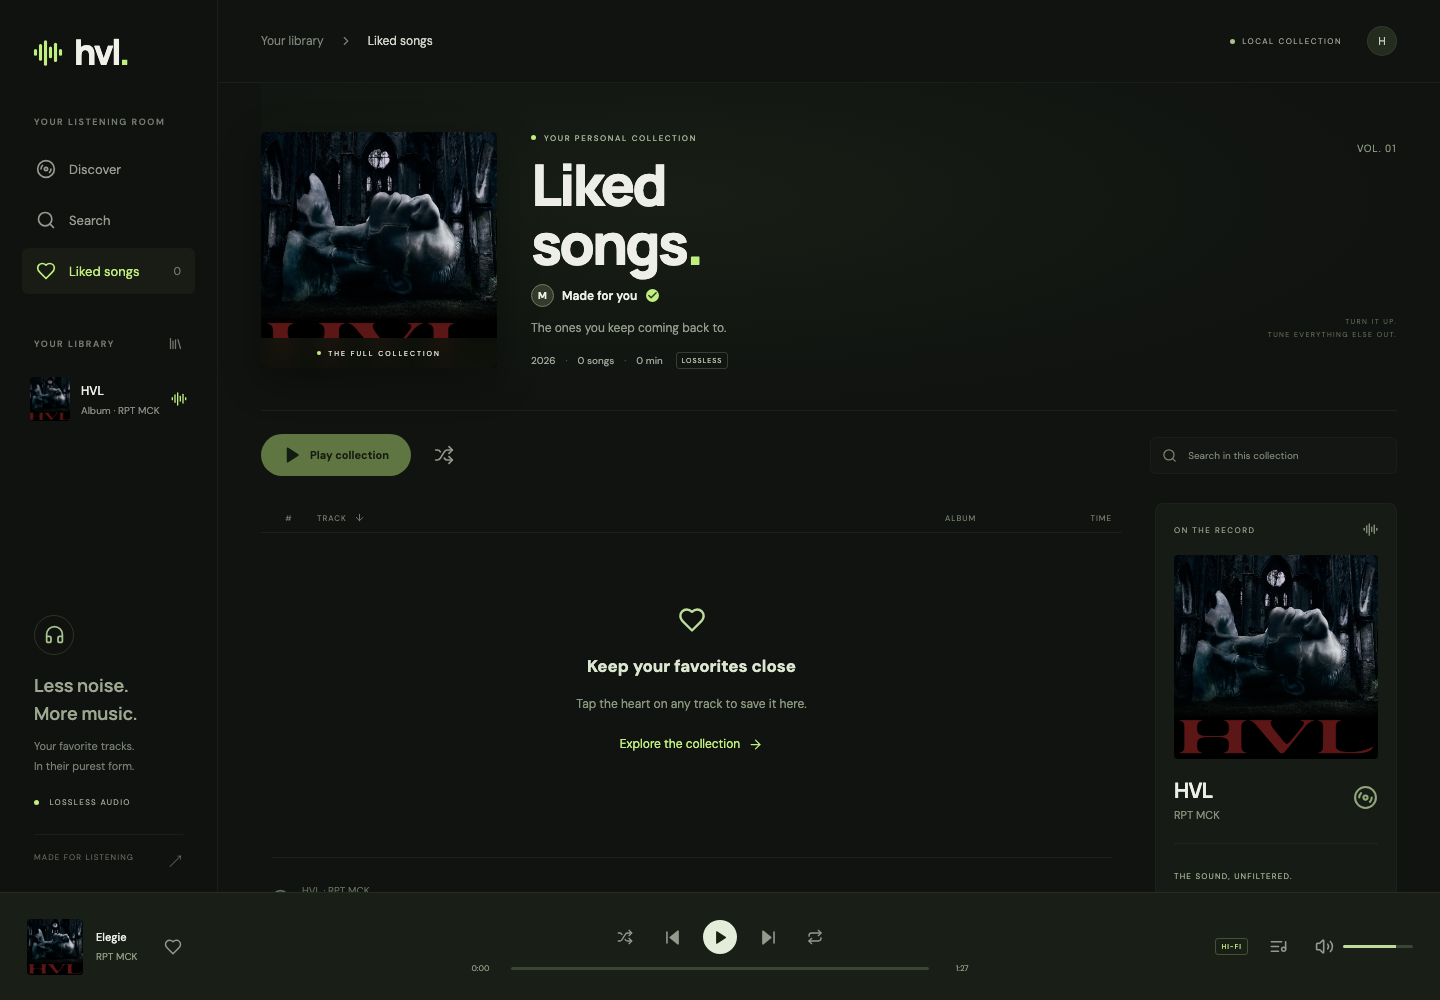 hvl.
YOUR LISTENING ROOM
Discover
Search
Liked songs 0
YOUR LIBRARY
HVL
HVL
Album · RPT MCK
Less noise.
More music.
Your favorite tracks.
In their purest form.
LOSSLESS AUDIO
MADE FOR LISTENING
Your library > Liked songs
LOCAL COLLECTION
H
HVL
THE FULL COLLECTION
YOUR PERSONAL COLLECTION
Liked
songs.
M Made for you
The ones you keep coming back to.
2026 · 0 songs · 0 min LOSSLESS
VOL. 01
TURN IT UP.
TUNE EVERYTHING ELSE OUT.
Play collection
Search in this collection
# TRACK ALBUM TIME
Keep your favorites close
Tap the heart on any track to save it here.
Explore the collection
HVL · RPT MCK
ON THE RECORD
HVL
HVL
RPT MCK
THE SOUND, UNFILTERED.
HVL
Elegie
RPT MCK
0:00 1:27
HI-FI